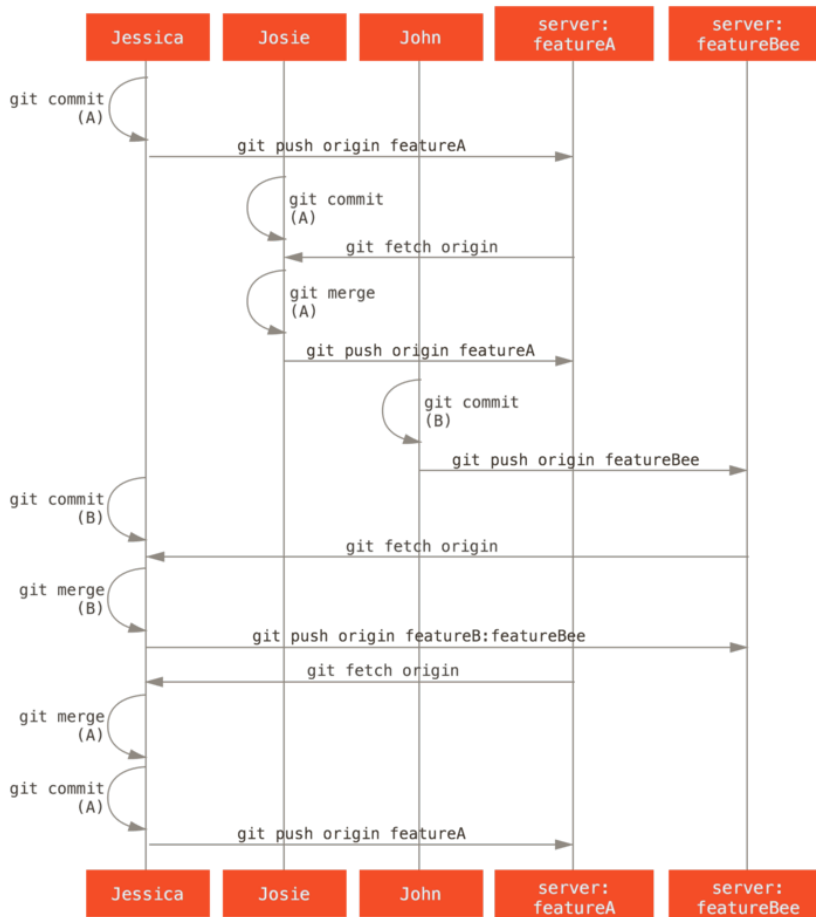 Jessica
Josie
John
server:
featureA
server:
featureBee
git commit
(A)
git push origin featureA
git commit
(A)
git fetch origin
git merge
(A)
git push origin featureA
git commit
(B)
git push origin featureBee
git commit
(B)
git fetch origin
git merge
(B)
git push origin featureB:featureBee
git fetch origin
git merge
(A)
git commit
(A)
git push origin featureA
Jessica
Josie
John
server:
featureA
server:
featureBee